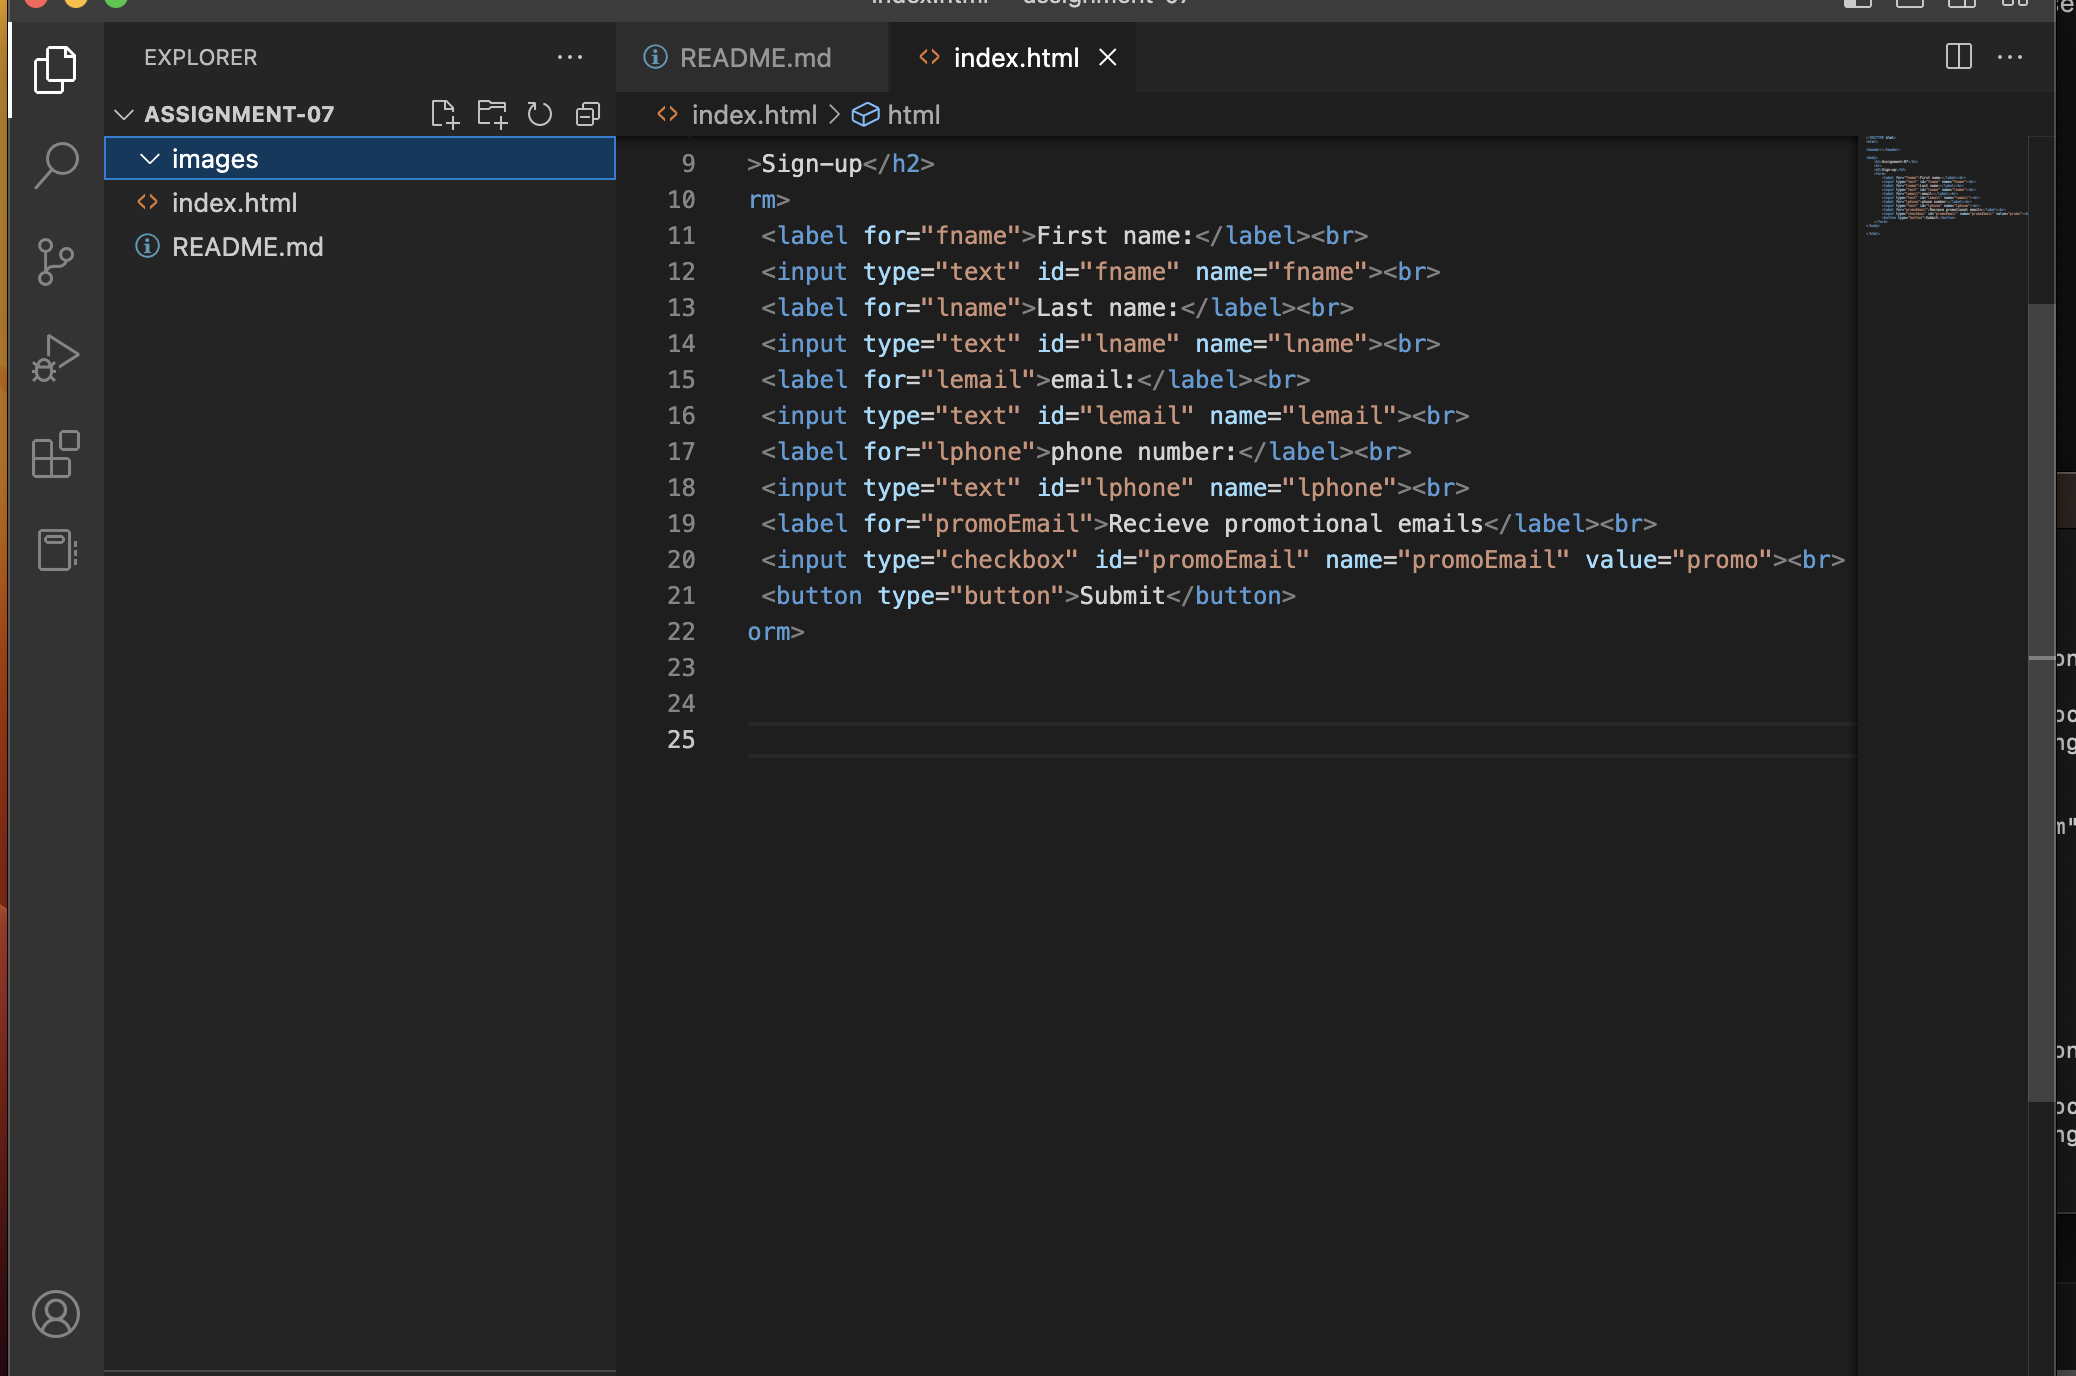 EXPLORER
ASSIGNMENT-07
images
index.html
README.md
README.md
index.html
index.html > html
9 >Sign-up</h2>
10 rm>
11 <label for="fname">First name:</label><br>
12 <input type="text" id="fname" name="fname"><br>
13 <label for="lname">Last name:</label><br>
14 <input type="text" id="lname" name="lname"><br>
15 <label for="lemail">email:</label><br>
16 <input type="text" id="lemail" name="lemail"><br>
17 <label for="lphone">phone number:</label><br>
18 <input type="text" id="lphone" name="lphone"><br>
19 <label for="promoEmail">Recieve promotional emails</label><br>
20 <input type="checkbox" id="promoEmail" name="promoEmail" value="promo"><br>
21 <button type="button">Submit</button>
22 orm>
23
24
25